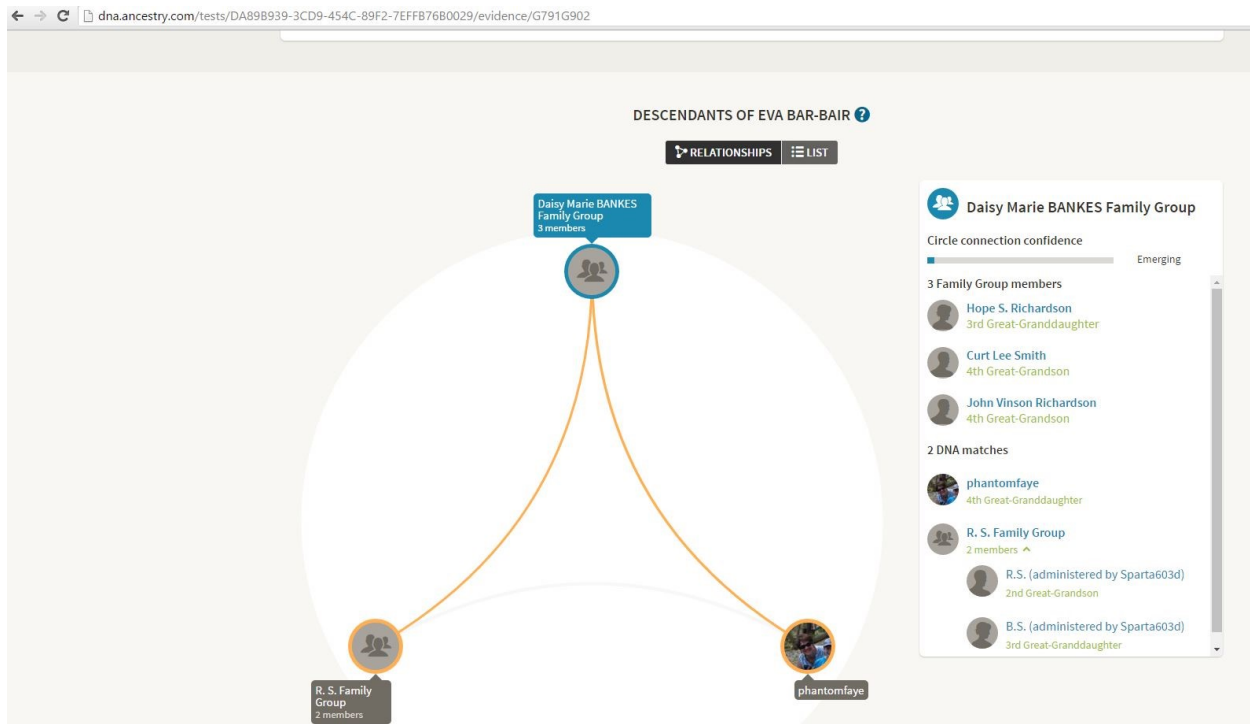 dna.ancestry.com/tests/DA89B939-3CD9-454C-89F2-7EFFB76B0029/evidence/G791G902
DESCENDANTS OF EVA BAR-BAIR ?
RELATIONSHIPS LIST
Daisy Marie BANKES
Family Group
3 members
R. S. Family
Group
2 members
phantomfaye
Daisy Marie BANKES Family Group
Circle connection confidence
Emerging
3 Family Group members
Hope S. Richardson
3rd Great-Granddaughter
Curt Lee Smith
4th Great-Grandson
John Vinson Richardson
4th Great-Grandson
2 DNA matches
phantomfaye
4th Great-Granddaughter
R. S. Family Group
2 members
R.S. (administered by Sparta603d)
2nd Great-Grandson
B.S. (administered by Sparta603d)
3rd Great-Granddaughter